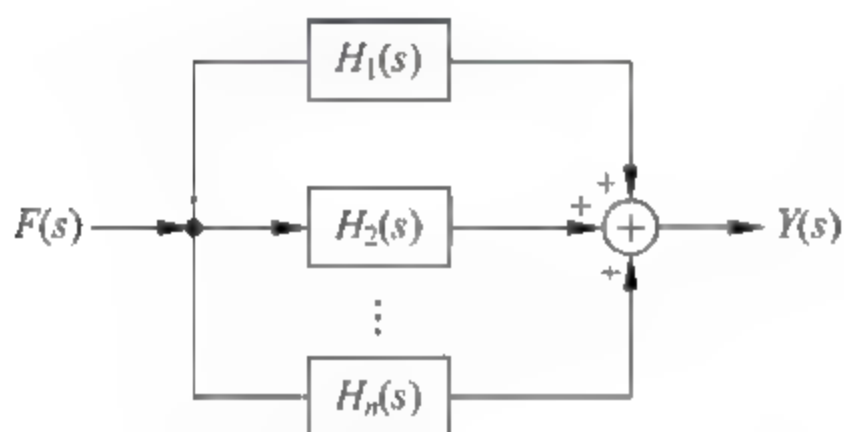 H₁(s)
+
F(s) H₂(s) + + Y(s)
+
⋮
Hₙ(s)